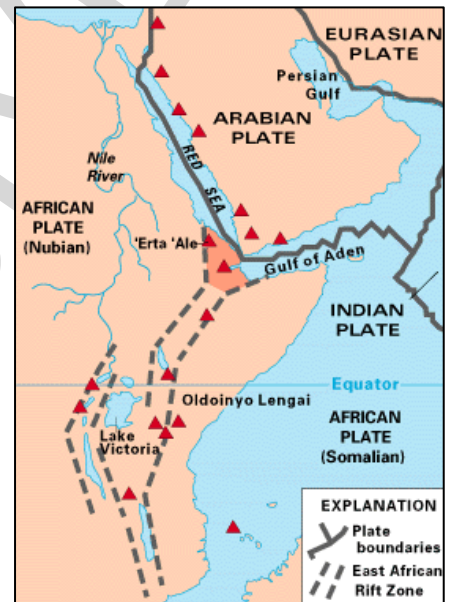 EURASIAN
PLATE
Persian
Gulf
ARABIAN
PLATE
RED SEA
Nile
River
AFRICAN
PLATE
(Nubian)
'Erta 'Ale
Gulf of Aden
INDIAN
PLATE
Equator
Oldoinyo Lengai
AFRICAN
PLATE
(Somalian)
Lake
Victoria
EXPLANATION
Plate
boundaries
East African
Rift Zone